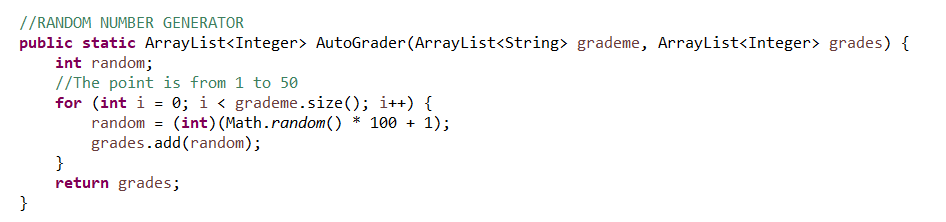 //RANDOM NUMBER GENERATOR
public static ArrayList<Integer> AutoGrader(ArrayList<String> grademe, ArrayList<Integer> grades) {
    int random;
    //The point is from 1 to 50
    for (int i = 0; i < grademe.size(); i++) {
        random = (int)(Math.random() * 100 + 1);
        grades.add(random);
    }
    return grades;
}